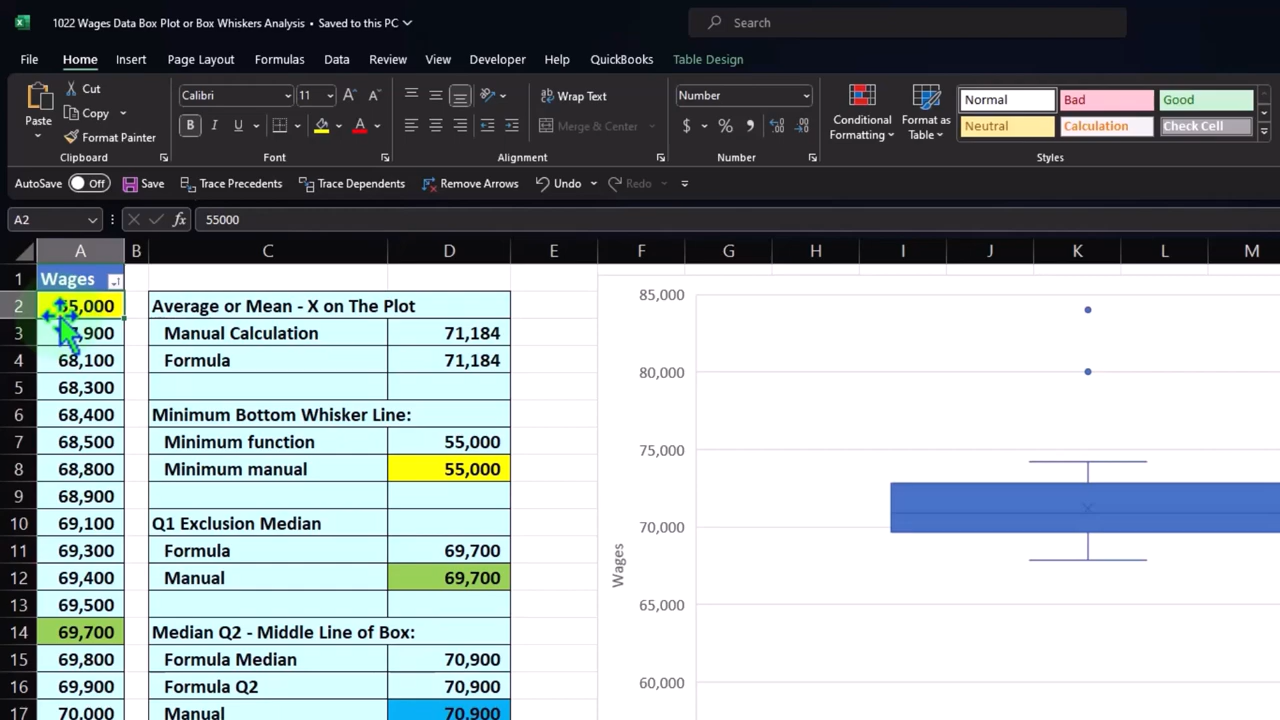 1022 Wages Data Box Plot or Box Whiskers Analysis • Saved to this PC
Search
File Home Insert Page Layout Formulas Data Review View Developer Help QuickBooks Table Design
Paste
Cut
Copy
Format Painter
Clipboard
Calibri 11
B I U
Font
Wrap Text
Merge & Center
Alignment
Number
$ % ,
Number
Conditional Formatting
Format as Table
Normal Bad Good
Neutral Calculation Check Cell
Styles
AutoSave Off Save Trace Precedents Trace Dependents Remove Arrows Undo Redo
A2 fx 55000
A B C D E F G H I J K L M
1 Wages
2 Average or Mean - X on The Plot
3 Manual Calculation 71,184
4 68,100 Formula 71,184
5 68,300
6 68,400 Minimum Bottom Whisker Line:
7 68,500 Minimum function 55,000
8 68,800 Minimum manual 55,000
9 68,900
10 69,100 Q1 Exclusion Median
11 69,300 Formula 69,700
12 69,400 Manual 69,700
13 69,500
14 69,700 Median Q2 - Middle Line of Box:
15 69,800 Formula Median 70,900
16 69,900 Formula Q2 70,900
17 70,000 Manual 70,900
85,000
80,000
75,000
70,000
65,000
60,000
Wages